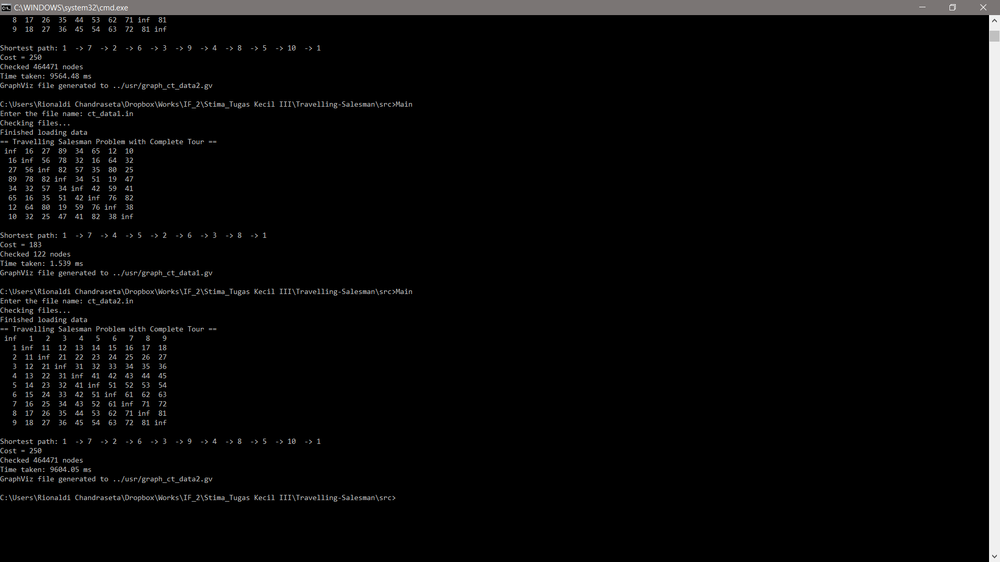 C:\WINDOWS\system32\cmd.exe
   8  17  26  35  44  53  62  71 inf  81
   9  18  27  36  45  54  63  72  81 inf
Shortest path: 1  -> 7  -> 2  -> 6  -> 3  -> 9  -> 4  -> 8  -> 5  -> 10  -> 1
Cost = 250
Checked 464471 nodes
Time taken: 9564.48 ms
GraphViz file generated to ../usr/graph_ct_data2.gv
C:\Users\Rionaldi Chandraseta\Dropbox\Works\IF_2\Stima_Tugas Kecil III\Travelling-Salesman\src>Main
Enter the file name: ct_data1.in
Checking files...
Finished loading data
== Travelling Salesman Problem with Complete Tour ==
 inf  16  27  89  34  65  12  10
  16 inf  56  78  32  16  64  32
  27  56 inf  82  57  35  80  25
  89  78  82 inf  34  51  19  47
  34  32  57  34 inf  42  59  41
  65  16  35  51  42 inf  76  82
  12  64  80  19  59  76 inf  38
  10  32  25  47  41  82  38 inf
Shortest path: 1  -> 7  -> 4  -> 5  -> 2  -> 6  -> 3  -> 8  -> 1
Cost = 183
Checked 122 nodes
Time taken: 1.539 ms
GraphViz file generated to ../usr/graph_ct_data1.gv
C:\Users\Rionaldi Chandraseta\Dropbox\Works\IF_2\Stima_Tugas Kecil III\Travelling-Salesman\src>Main
Enter the file name: ct_data2.in
Checking files...
Finished loading data
== Travelling Salesman Problem with Complete Tour ==
 inf   1   2   3   4   5   6   7   8   9
   1 inf  11  12  13  14  15  16  17  18
   2  11 inf  21  22  23  24  25  26  27
   3  12  21 inf  31  32  33  34  35  36
   4  13  22  31 inf  41  42  43  44  45
   5  14  23  32  41 inf  51  52  53  54
   6  15  24  33  42  51 inf  61  62  63
   7  16  25  34  43  52  61 inf  71  72
   8  17  26  35  44  53  62  71 inf  81
   9  18  27  36  45  54  63  72  81 inf
Shortest path: 1  -> 7  -> 2  -> 6  -> 3  -> 9  -> 4  -> 8  -> 5  -> 10  -> 1
Cost = 250
Checked 464471 nodes
Time taken: 9604.05 ms
GraphViz file generated to ../usr/graph_ct_data2.gv
C:\Users\Rionaldi Chandraseta\Dropbox\Works\IF_2\Stima_Tugas Kecil III\Travelling-Salesman\src>